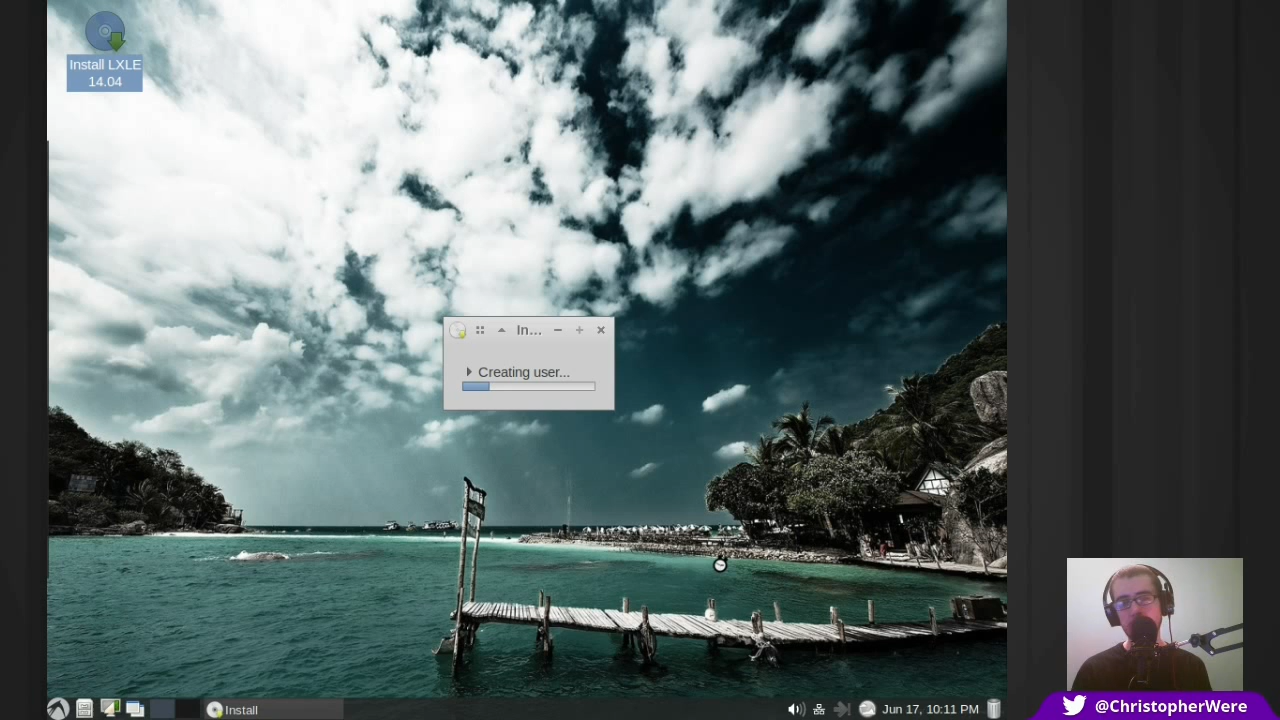 Install LXLE
14.04
In...
Creating user...
Install
Jun 17, 10:11 PM
@ChristopherWere